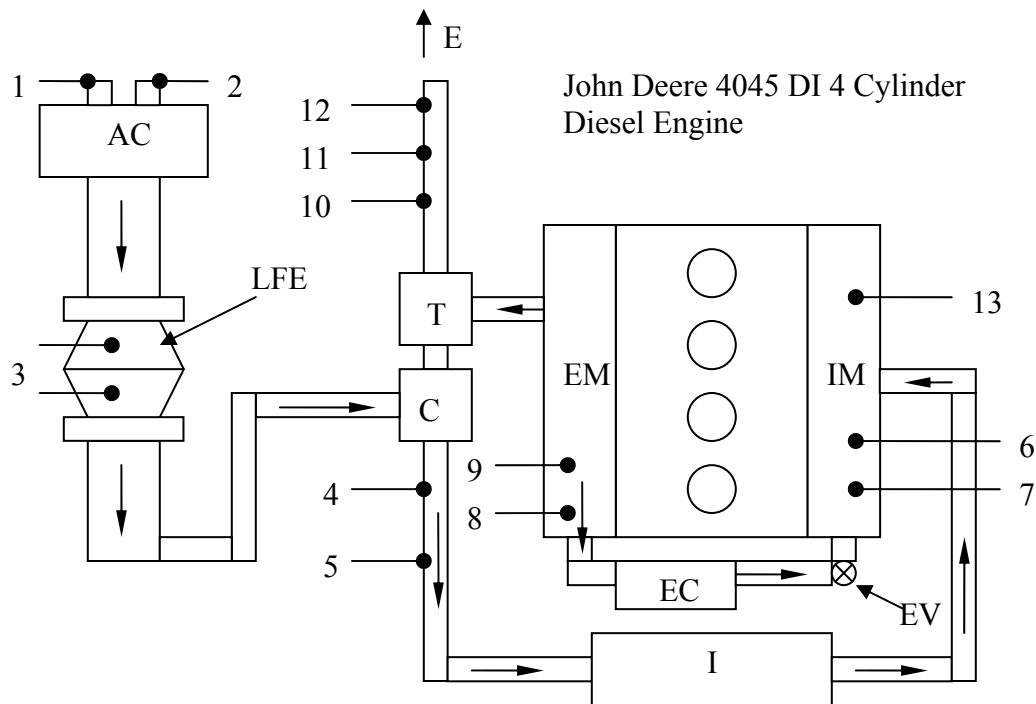 E
1
2
John Deere 4045 DI 4 Cylinder
Diesel Engine
12
AC
11
10
LFE
T
13
3
EM
IM
C
6
9
4
7
8
5
EC
EV
I